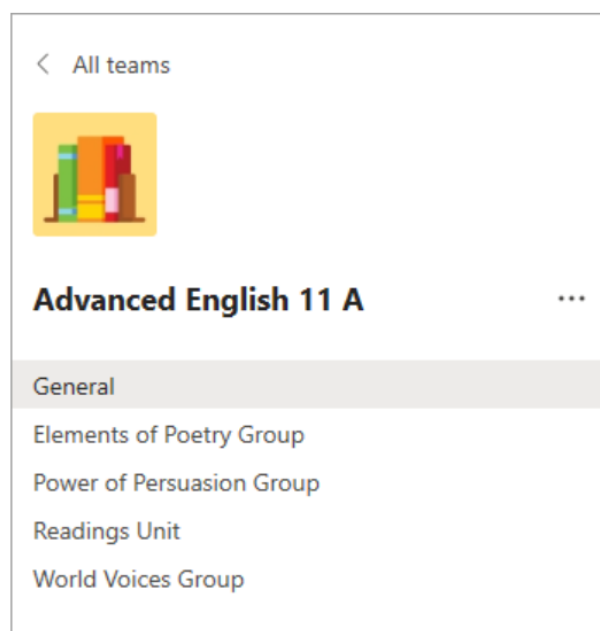 All teams
Advanced English 11 A
General
Elements of Poetry Group
Power of Persuasion Group
Readings Unit
World Voices Group